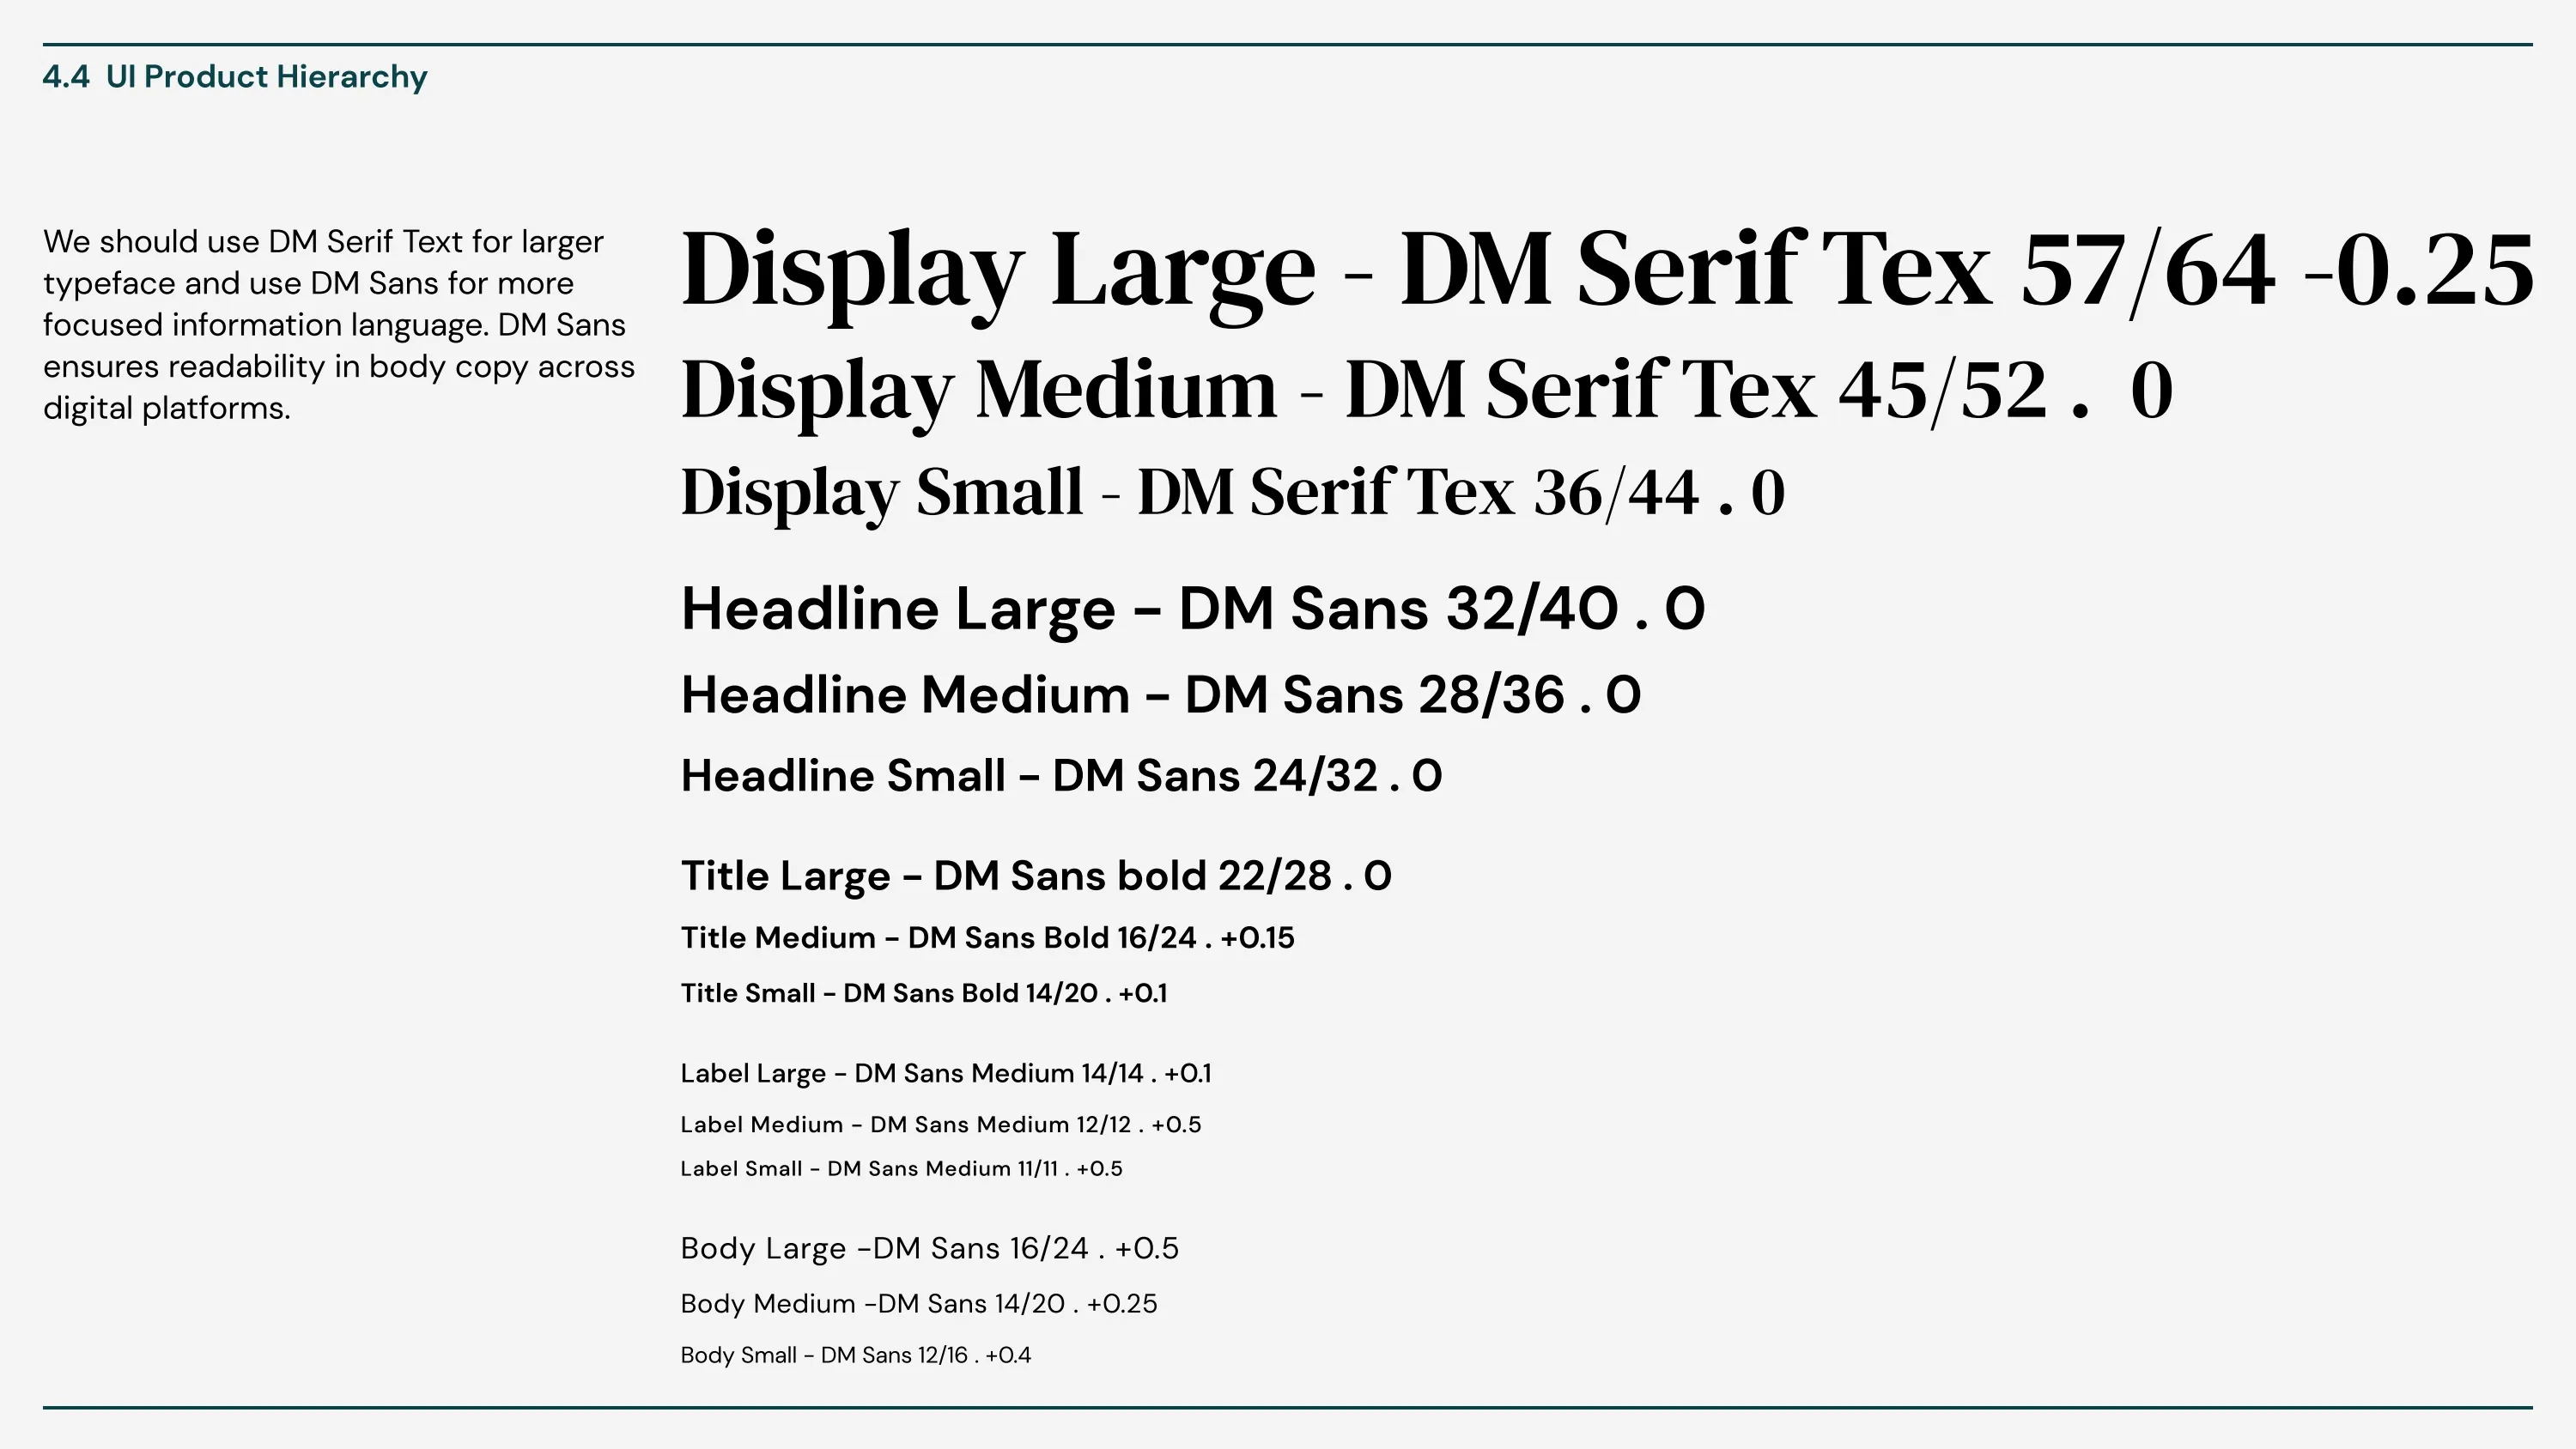 4.4 UI Product Hierarchy
We should use DM Serif Text for larger
typeface and use DM Sans for more
focused information language. DM Sans
ensures readability in body copy across
digital platforms.
Display Large - DM Serif Tex 57/64 -0.25
Display Medium - DM Serif Tex 45/52 . 0
Display Small - DM Serif Tex 36/44 . 0
Headline Large - DM Sans 32/40 . 0
Headline Medium - DM Sans 28/36 . 0
Headline Small - DM Sans 24/32 . 0
Title Large - DM Sans bold 22/28 . 0
Title Medium - DM Sans Bold 16/24 . +0.15
Title Small - DM Sans Bold 14/20 . +0.1
Label Large - DM Sans Medium 14/14 . +0.1
Label Medium - DM Sans Medium 12/12 . +0.5
Label Small - DM Sans Medium 11/11 . +0.5
Body Large -DM Sans 16/24 . +0.5
Body Medium -DM Sans 14/20 . +0.25
Body Small - DM Sans 12/16 . +0.4